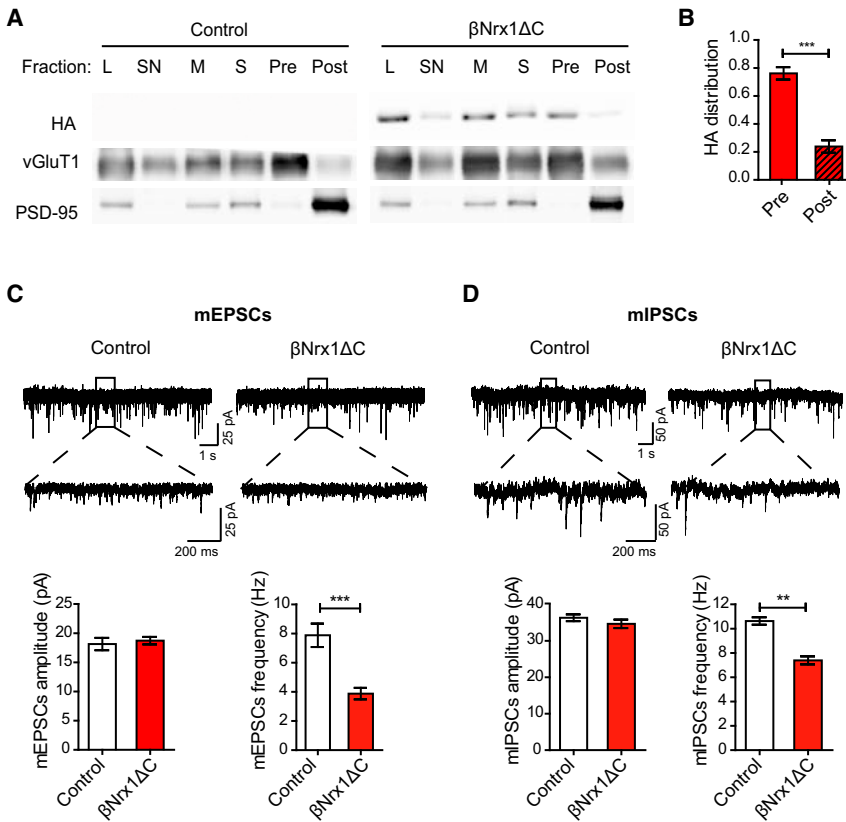 A
Control
βNrx1ΔC
Fraction: L SN M S Pre Post
L SN M S Pre Post
HA
vGluT1
PSD-95
B
***
HA distribution
1.0
0.8
0.6
0.4
0.2
0.0
Pre
Post
C
mEPSCs
Control
βNrx1ΔC
25 pA
1 s
25 pA
200 ms
mEPSCs amplitude (pA)
25
20
15
10
5
0
Control
βNrx1ΔC
mEPSCs frequency (Hz)
10
8
6
4
2
0
***
Control
βNrx1ΔC
D
mIPSCs
Control
βNrx1ΔC
50 pA
1 s
50 pA
200 ms
mIPSCs amplitude (pA)
40
30
20
10
0
Control
βNrx1ΔC
mIPSCs frequency (Hz)
12
10
8
6
4
2
0
**
Control
βNrx1ΔC